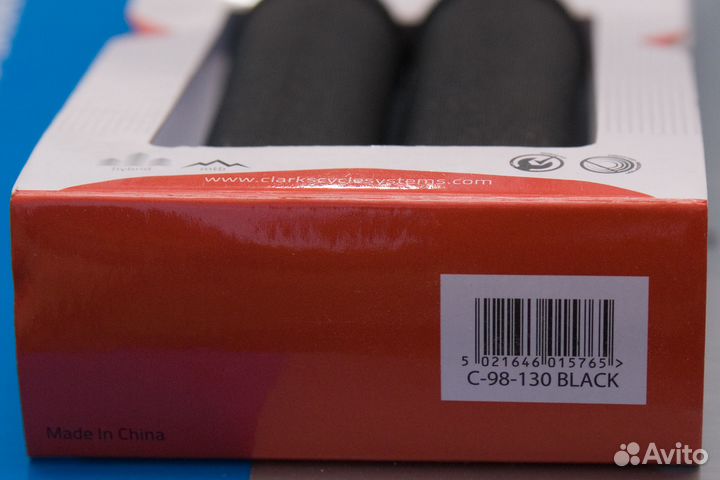 hybrid mtb
www.clarkscyclesystems.com
5 021646 015765 >
C-98-130 BLACK
Made In China
Avito